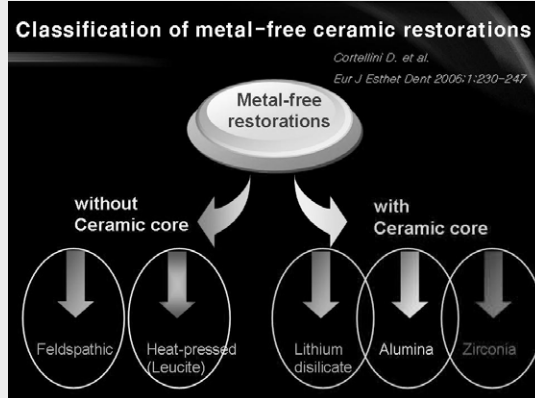 Classification of metal-free ceramic restorations
Cortellini D. et al.
Eur J Esthet Dent 2006:1:230-247
Metal-free
restorations
without
Ceramic core
with
Ceramic core
Feldspathic
Heat-pressed
(Leucite)
Lithium
disilicate
Alumina
Zirconia